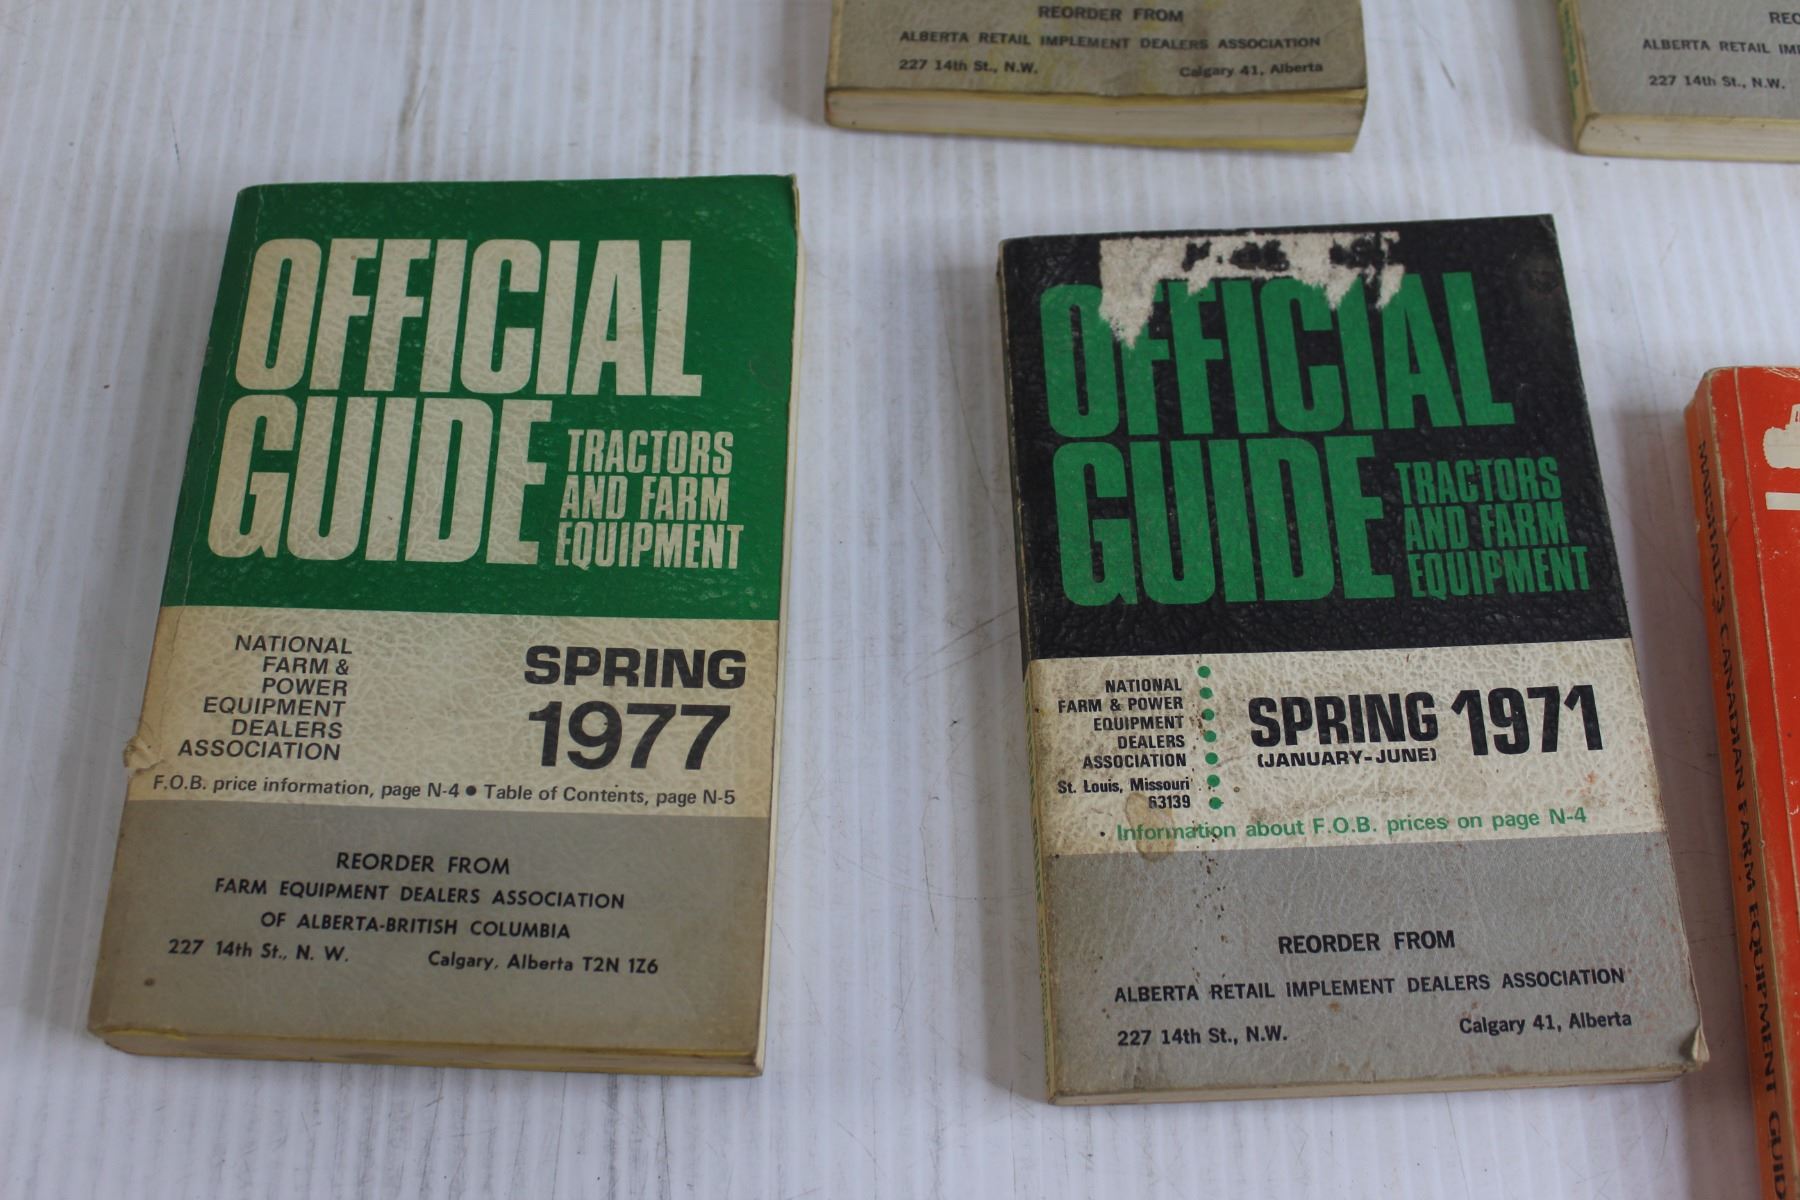 REORDER FROM
ALBERTA RETAIL IMPLEMENT DEALERS ASSOCIATION
227 14th St., N.W. Calgary 41, Alberta
ALBERTA RETAIL
227 14th St., N.W.
OFFICIAL
GUIDE
TRACTORS
AND FARM
EQUIPMENT
NATIONAL
FARM &
POWER
EQUIPMENT
DEALERS
ASSOCIATION
SPRING
1977
F.O.B. price information, page N-4 ● Table of Contents, page N-5
REORDER FROM
FARM EQUIPMENT DEALERS ASSOCIATION
OF ALBERTA-BRITISH COLUMBIA
227 14th St., N. W. Calgary, Alberta T2N 1Z6
OFFICIAL
GUIDE
TRACTORS
AND FARM
EQUIPMENT
NATIONAL
FARM & POWER
EQUIPMENT
DEALERS
ASSOCIATION
St. Louis, Missouri
63139
SPRING 1971
(JANUARY-JUNE)
Information about F.O.B. prices on page N-4
REORDER FROM
ALBERTA RETAIL IMPLEMENT DEALERS ASSOCIATION
227 14th St., N.W. Calgary 41, Alberta
MARSHALL'S CANADIAN FARM EQUIPMENT GUID